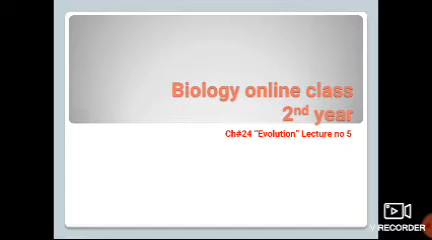 Biology online class
2nd year
Ch#24 "Evolution" Lecture no 5
V RECORDER